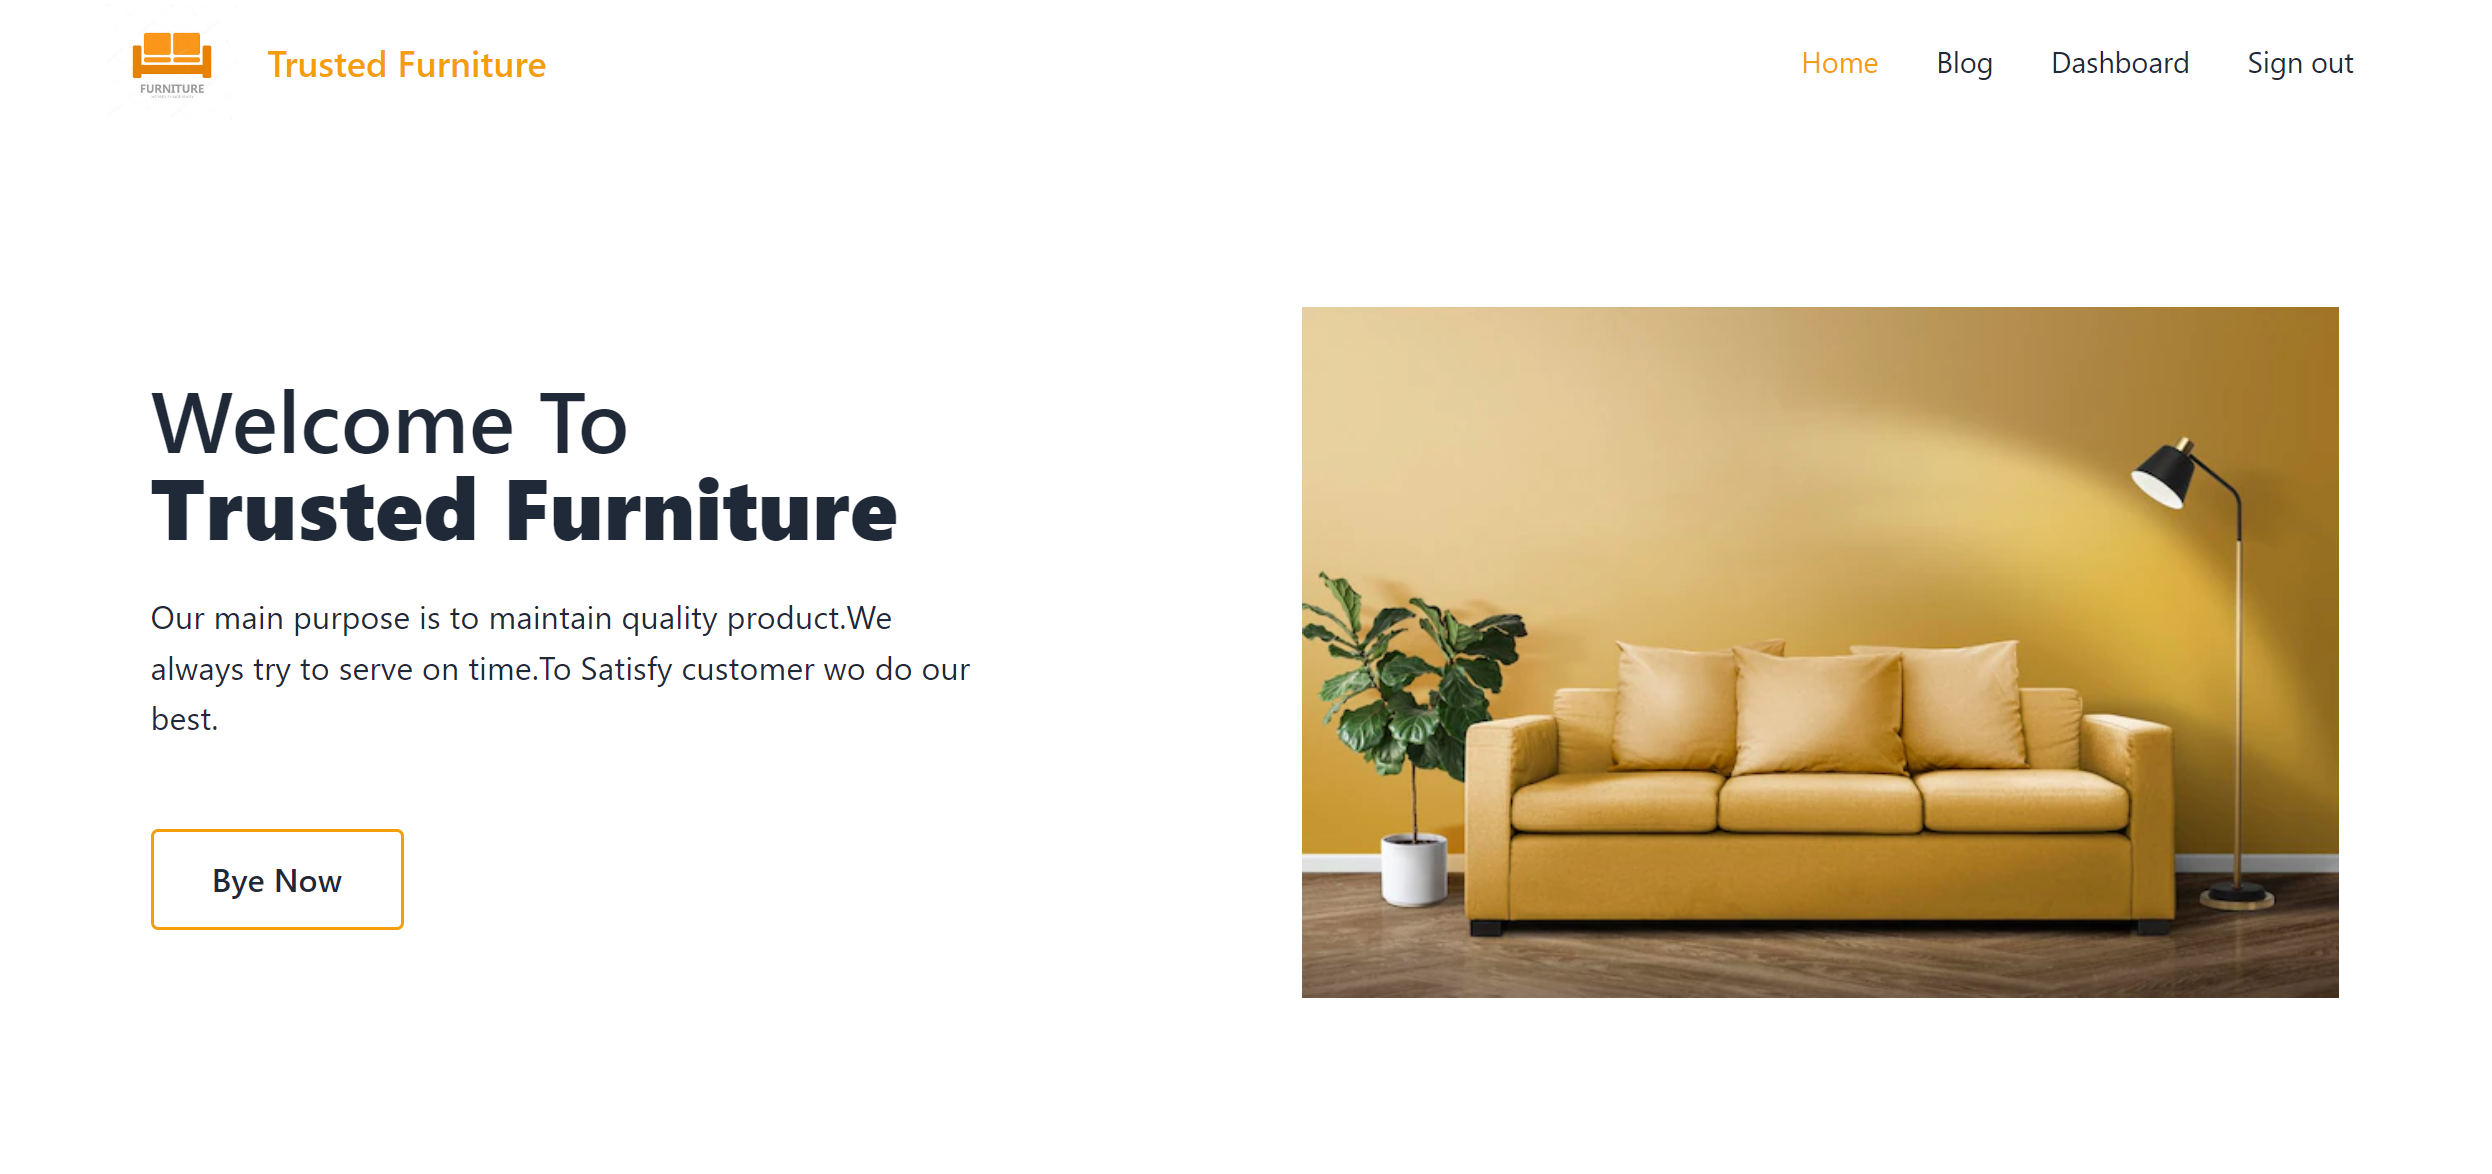 FURNITURE
Trusted Furniture
Home
Blog
Dashboard
Sign out
Welcome To
Trusted Furniture
Our main purpose is to maintain quality product.We
always try to serve on time.To Satisfy customer wo do our
best.
Bye Now